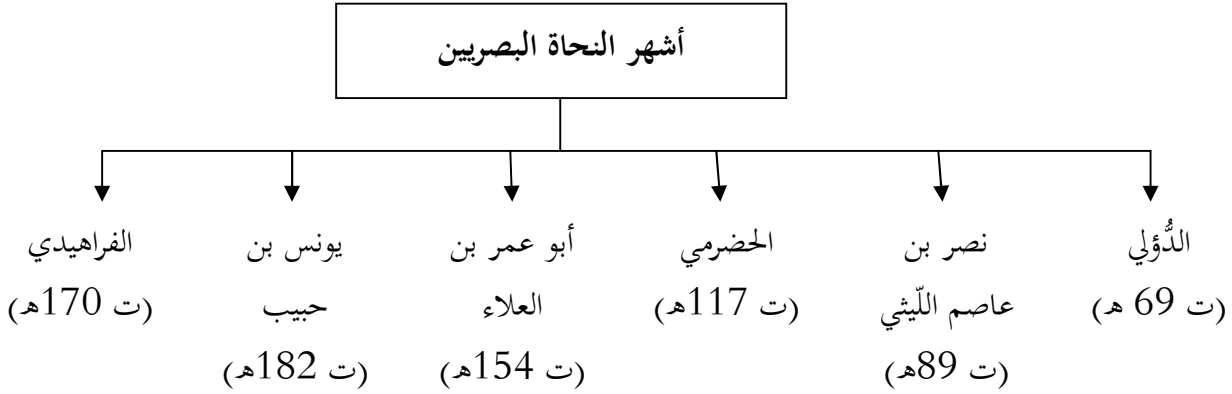 أشهر النحاة البصريين
الدُّؤلي
(ت 69 هـ)
نصر بن
عاصم اللّيثي
(ت 89هـ)
الحضرمي
(ت 117هـ)
أبو عمر بن
العلاء
(ت 154هـ)
يونس بن
حبيب
(ت 182هـ)
الفراهيدي
(ت 170هـ)